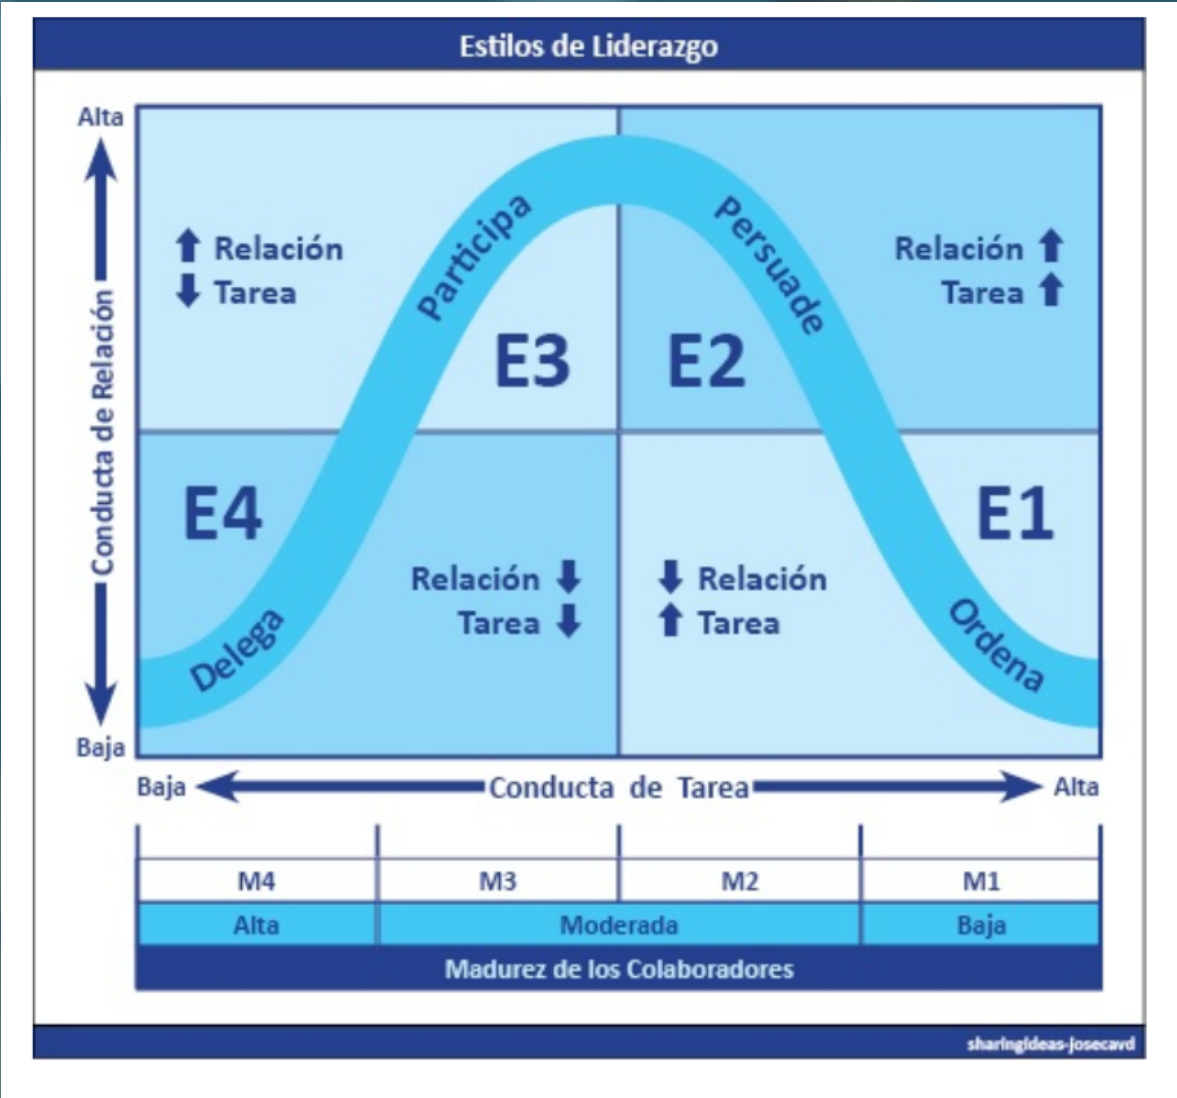 Estilos de Liderazgo
Alta
Conducta de Relación
Baja
Relación
Tarea
Participa
E3
Persuade
E2
Relación
Tarea
E4
Delega
Relación
Tarea
Relación
Tarea
E1
Ordena
Baja
Conducta de Tarea
Alta
M4 M3 M2 M1
Alta Moderada Baja
Madurez de los Colaboradores
sharingideas-josecavd